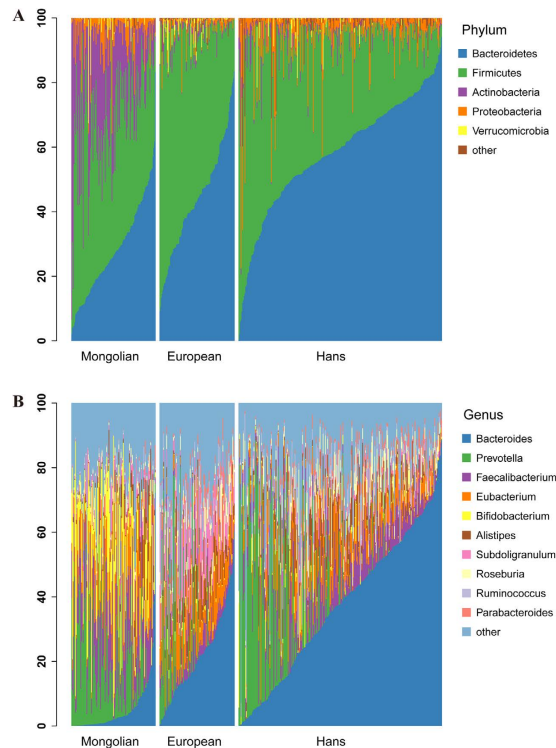 A
100
80
60
40
20
0
Mongolian European Hans
Phylum
Bacteroidetes
Firmicutes
Actinobacteria
Proteobacteria
Verrucomicrobia
other
B
100
80
60
40
20
0
Mongolian European Hans
Genus
Bacteroides
Prevotella
Faecalibacterium
Eubacterium
Bifidobacterium
Alistipes
Subdoligranulum
Roseburia
Ruminococcus
Parabacteroides
other